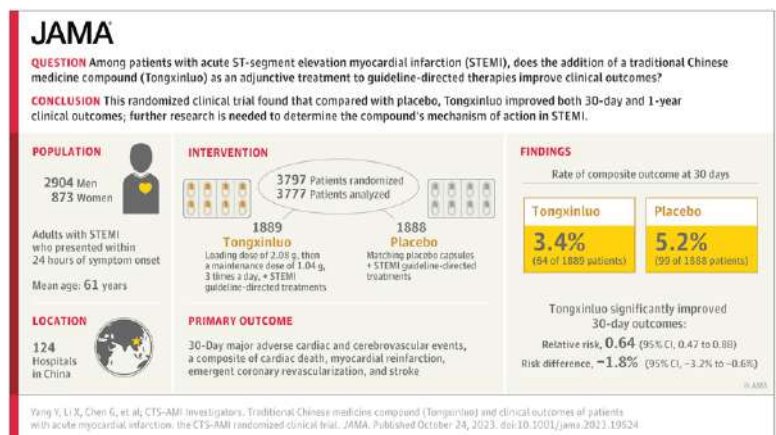 JAMA
QUESTION Among patients with acute ST-segment elevation myocardial infarction (STEMI), does the addition of a traditional Chinese
medicine compound (Tongxinluo) as an adjunctive treatment to guideline-directed therapies improve clinical outcomes?
CONCLUSION This randomized clinical trial found that compared with placebo, Tongxinluo improved both 30-day and 1-year
clinical outcomes; further research is needed to determine the compound's mechanism of action in STEMI.
POPULATION
2904 Men
873 Women
Adults with STEMI
who presented within
24 hours of symptom onset
Mean age: 61 years
LOCATION
124
Hospitals
in China
INTERVENTION
3797 Patients randomized
3777 Patients analyzed
1889
Tongxinluo
Loading dose of 2.08 g, then
a maintenance dose of 1.04 g,
3 times a day, + STEMI
guideline-directed treatments
1888
Placebo
Matching placebo capsules
+ STEMI guideline-directed
treatments
PRIMARY OUTCOME
30-Day major adverse cardiac and cerebrovascular events,
a composite of cardiac death, myocardial reinfarction,
emergent coronary revascularization, and stroke
FINDINGS
Rate of composite outcome at 30 days
Tongxinluo
3.4%
(64 of 1889 patients)
Placebo
5.2%
(99 of 1888 patients)
Tongxinluo significantly improved
30-day outcomes:
Relative risk, 0.64 (95% CI, 0.47 to 0.88)
Risk difference, −1.8% (95% CI, −3.2% to −0.6%)
© AMA
Yang Y, Li X, Chen G, et al; CTS-AMI Investigators. Traditional Chinese medicine compound (Tongxinluo) and clinical outcomes of patients
with acute myocardial infarction: the CTS-AMI randomized clinical trial. JAMA. Published October 24, 2023. doi:10.1001/jama.2023.19524